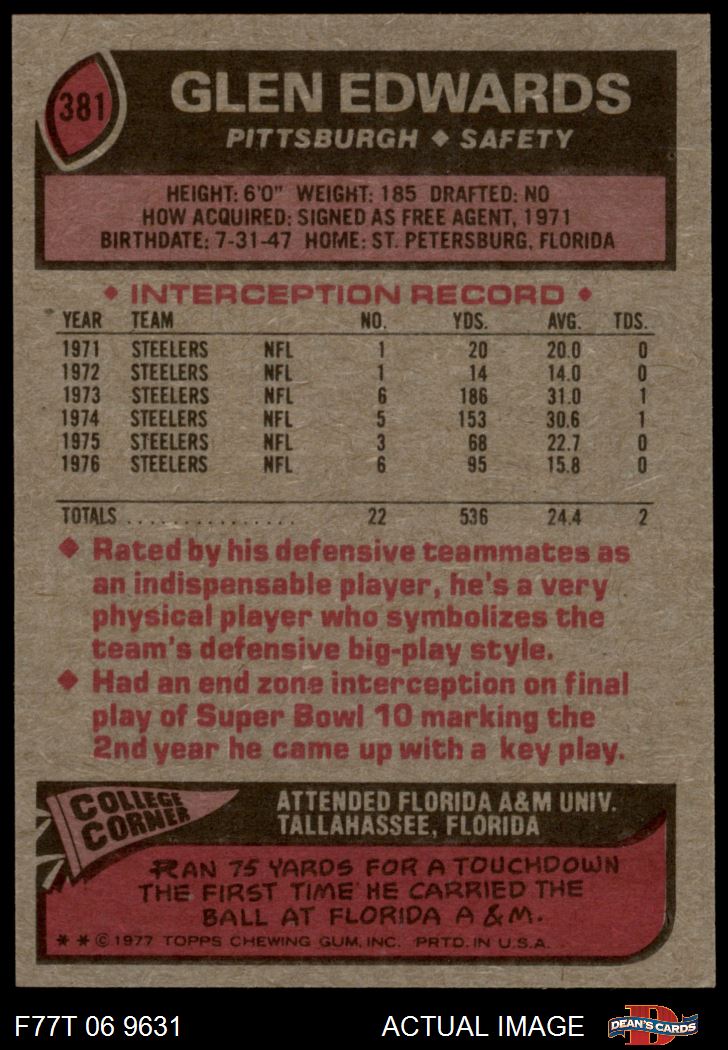 381
GLEN EDWARDS
PITTSBURGH ♦ SAFETY
HEIGHT: 6'0" WEIGHT: 185 DRAFTED: NO
HOW ACQUIRED: SIGNED AS FREE AGENT, 1971
BIRTHDATE: 7-31-47 HOME: ST. PETERSBURG, FLORIDA
♦ INTERCEPTION RECORD ♦
YEAR TEAM NO. YDS. AVG. TDS.
1971 STEELERS NFL 1 20 20.0 0
1972 STEELERS NFL 1 14 14.0 0
1973 STEELERS NFL 6 186 31.0 1
1974 STEELERS NFL 5 153 30.6 1
1975 STEELERS NFL 3 68 22.7 0
1976 STEELERS NFL 6 95 15.8 0
TOTALS ................ 22 536 24.4 2
♦ Rated by his defensive teammates as
an indispensable player, he's a very
physical player who symbolizes the
team's defensive big-play style.
♦ Had an end zone interception on final
play of Super Bowl 10 marking the
2nd year he came up with a key play.
COLLEGE
CORNER
ATTENDED FLORIDA A&M UNIV.
TALLAHASSEE, FLORIDA
RAN 75 YARDS FOR A TOUCHDOWN
THE FIRST TIME HE CARRIED THE
BALL AT FLORIDA A & M.
* * © 1977 TOPPS CHEWING GUM, INC. PRTD. IN U.S.A.
F77T 06 9631 ACTUAL IMAGE
D
DEAN'S CARDS